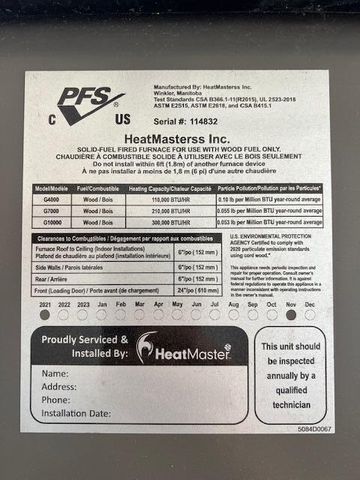 PFS
C US
Manufactured By: HeatMasterss Inc.
Winkler, Manitoba
Test Standards CSA B366.1-11(R2015), UL 2523-2018
ASTM E2515, ASTM E2618, and CSA B415.1
Serial #: 114832
HeatMasterss Inc.
SOLID-FUEL FIRED FURNACE FOR USE WITH WOOD FUEL ONLY.
CHAUDIÈRE À COMBUSTIBLE SOLIDE À UTILISER AVEC LE BOIS SEULEMENT
Do not install within 6ft (1.8m) of another furnace device
À ne pas installer à moins de 1,8 m (6 pi) d'une autre chaudière
Model/Modèle Fuel/Combustible Heating Capacity/Chaleur Capacité Particle Pollution/Pollution par les Particules*
G4000 Wood / Bois 110,000 BTU/HR 0.10 lb per Million BTU year-round average
G7000 Wood / Bois 210,000 BTU/HR 0.055 lb per Million BTU year-round average
G10000 Wood / Bois 300,000 BTU/HR 0.053 lb per Million BTU year-round average
Clearances to Combustibles / Dégagement par rapport aux combustibles
Furnace Roof to Ceiling (Indoor Installations)
Chaudière de plafond au plafond (installation intérieure) 6"/po ( 152 mm )
Side Walls / Parois latérales 6"/po ( 152 mm )
Rear / Arrière 6"/po ( 152 mm )
Front (Loading Door) / Porte avant (de chargement) 24"/po ( 610 mm )
U.S. ENVIRONMENTAL PROTECTION
AGENCY Certified to comply with
2020 particulate emission standards
using cord wood.*
This appliance needs periodic inspection and
repair for proper operation. Consult owner's
manual for further information. It is against
federal regulations to operate this appliance in a
manner inconsistent with operating instructions
in the owner's manual.
2021 2022 2023 Jan Feb Mar Apr May Jun Jul Aug Sep Oct Nov Dec
Proudly Serviced &
Installed By: HeatMaster
Name:
Address:
Phone:
Installation Date:
This unit should
be inspected
annually by a
qualified
technician
5084D0067